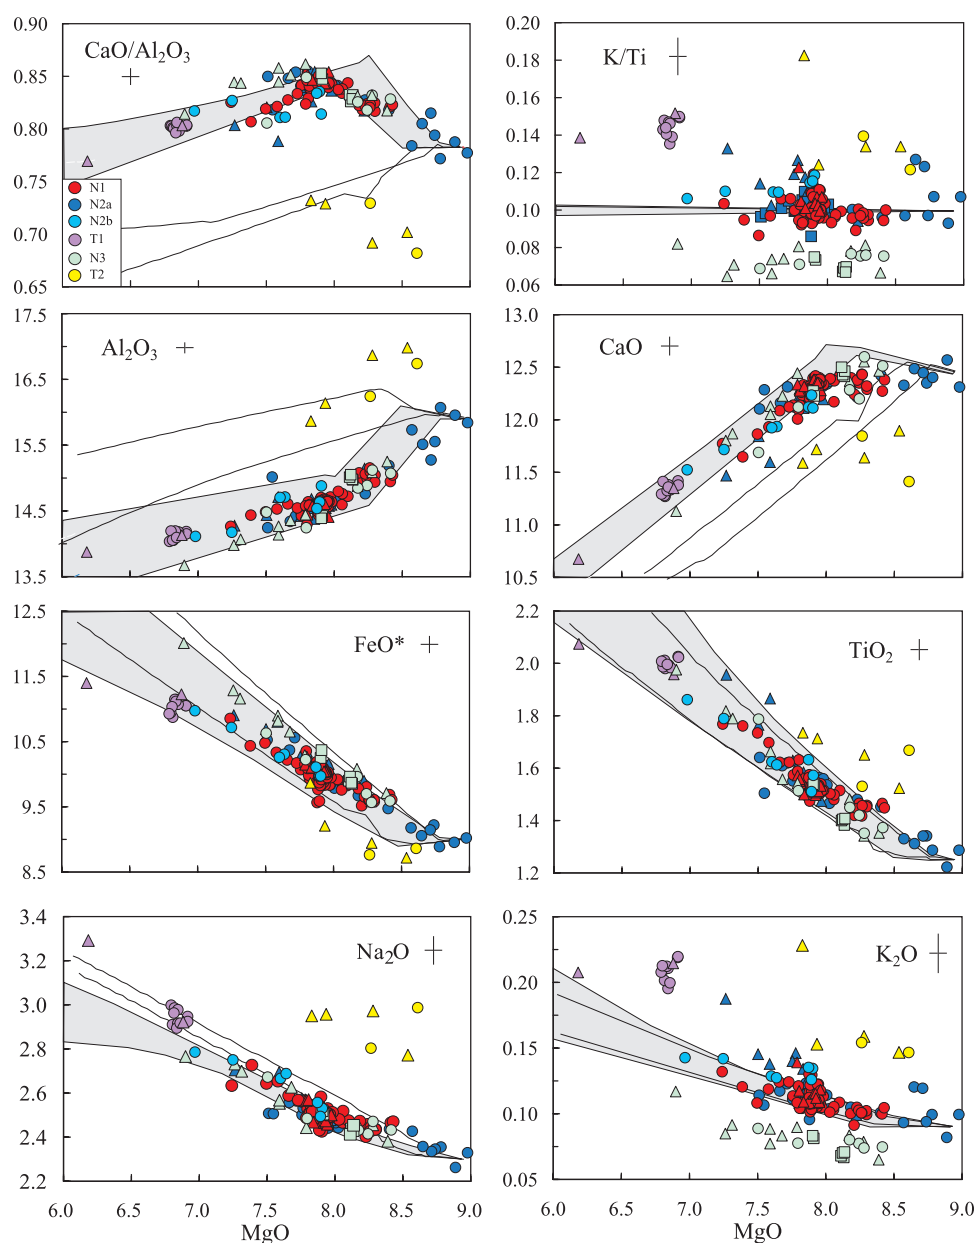 0.90
0.85
0.80
0.75
0.70
0.65
CaO/Al₂O₃
N1
N2a
N2b
T1
N3
T2
0.20
0.18
0.16
0.14
0.12
0.10
0.08
0.06
K/Ti
17.5
16.5
15.5
14.5
13.5
Al₂O₃
13.0
12.5
12.0
11.5
11.0
10.5
CaO
12.5
11.5
10.5
9.5
8.5
FeO*
2.2
2.0
1.8
1.6
1.4
1.2
TiO₂
3.4
3.2
3.0
2.8
2.6
2.4
2.2
Na₂O
6.0 6.5 7.0 7.5 8.0 8.5 9.0
MgO
0.25
0.20
0.15
0.10
0.05
K₂O
6.0 6.5 7.0 7.5 8.0 8.5 9.0
MgO